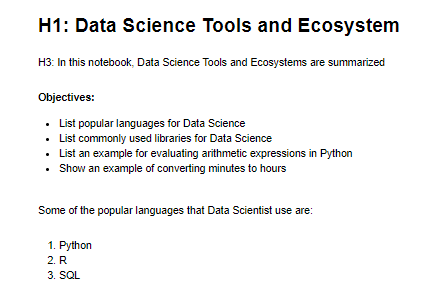 H1: Data Science Tools and Ecosystem
H3: In this notebook, Data Science Tools and Ecosystems are summarized
Objectives:
• List popular languages for Data Science
• List commonly used libraries for Data Science
• List an example for evaluating arithmetic expressions in Python
• Show an example of converting minutes to hours
Some of the popular languages that Data Scientist use are:
1. Python
2. R
3. SQL